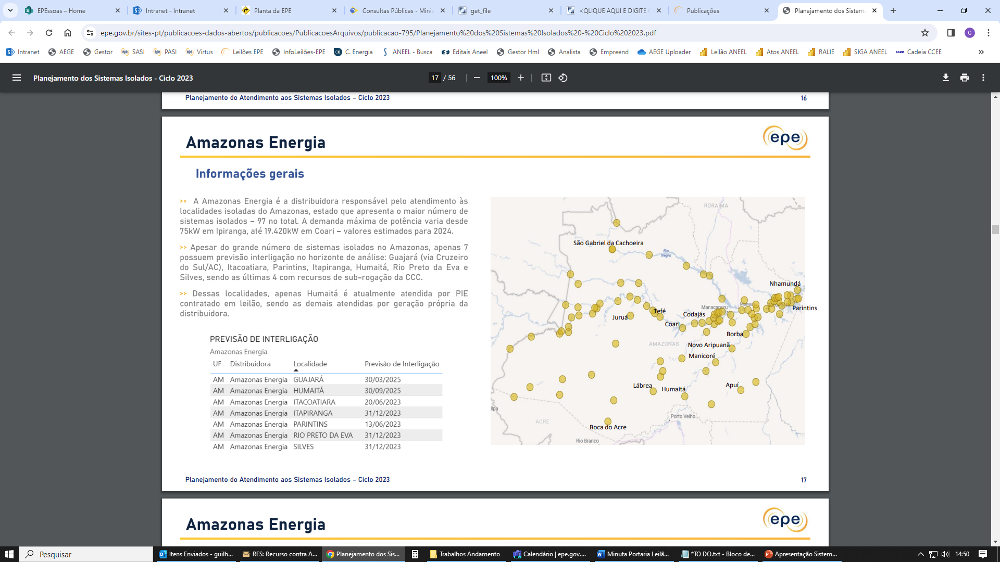 EPEssoas – Home
Intranet - Intranet
Planta da EPE
Consultas Públicas - Minis
get_file
<QLIQUE AQUI E DIGITE
Publicações
Planejamento dos Sistema
epe.gov.br/sites-pt/publicacoes-dados-abertos/publicacoes/PublicacoesArquivos/publicacao-795/Planejamento%20dos%20Sistemas%20Isolados%20-%20Ciclo%202023.pdf
G
Intranet
AEGE
Gestor
SASI
PASI
Virtus
Leilões EPE
InfoLeilões-EPE
C. Energia
ANEEL - Busca
Editais Aneel
Gestor Hml
Analista
Empreend
AEGE Uploader
Leilão ANEEL
Atos ANEEL
RALIE
SIGA ANEEL
Cadeia CCEE
Planejamento dos Sistemas Isolados - Ciclo 2023
17 / 56
100%
Planejamento do Atendimento aos Sistemas Isolados – Ciclo 2023
16
Amazonas Energia
epe
Informações gerais
>> A Amazonas Energia é a distribuidora responsável pelo atendimento às
localidades isoladas do Amazonas, estado que apresenta o maior número de
sistemas isolados – 97 no total. A demanda máxima de potência varia desde
75kW em Ipiranga, até 19.420kW em Coari – valores estimados para 2024.
>> Apesar do grande número de sistemas isolados no Amazonas, apenas 7
possuem previsão interligação no horizonte de análise: Guajará (via Cruzeiro
do Sul/AC), Itacoatiara, Parintins, Itapiranga, Humaitá, Rio Preto da Eva e
Silves, sendo as últimas 4 com recursos de sub-rogação da CCC.
>> Dessas localidades, apenas Humaitá é atualmente atendida por PIE
contratado em leilão, sendo as demais atendidas por geração própria da
distribuidora.
PREVISÃO DE INTERLIGAÇÃO
Amazonas Energia
UF Distribuidora Localidade Previsão de Interligação
AM Amazonas Energia GUAJARÁ 30/03/2025
AM Amazonas Energia HUMAITÁ 30/09/2025
AM Amazonas Energia ITACOATIARA 20/06/2023
AM Amazonas Energia ITAPIRANGA 31/12/2023
AM Amazonas Energia PARINTINS 13/06/2023
AM Amazonas Energia RIO PRETO DA EVA 31/12/2023
AM Amazonas Energia SILVES 31/12/2023
RORAIMA
São Gabriel da Cachoeira
Rio
Negro
Nhamundá
Manacapuru
Parintins
Tefé
Juruá
Codajás
Coari
Borba
AMAZONAS
Novo Aripuanã
Manicoré
Lábrea
Humaitá
Apuí
llpa
ACRE
Porto Velho
Boca do Acre
Rio Branco
Planejamento do Atendimento aos Sistemas Isolados – Ciclo 2023
17
Amazonas Energia
epe
Pesquisar
Itens Enviados - guilh...
RES: Recurso contra A...
Planejamento dos Sis...
Trabalhos Andamento
Calendário | epe.gov....
Minuta Portaria Leilã...
*TO DO.txt - Bloco de...
Apresentação Sistem...
14:50